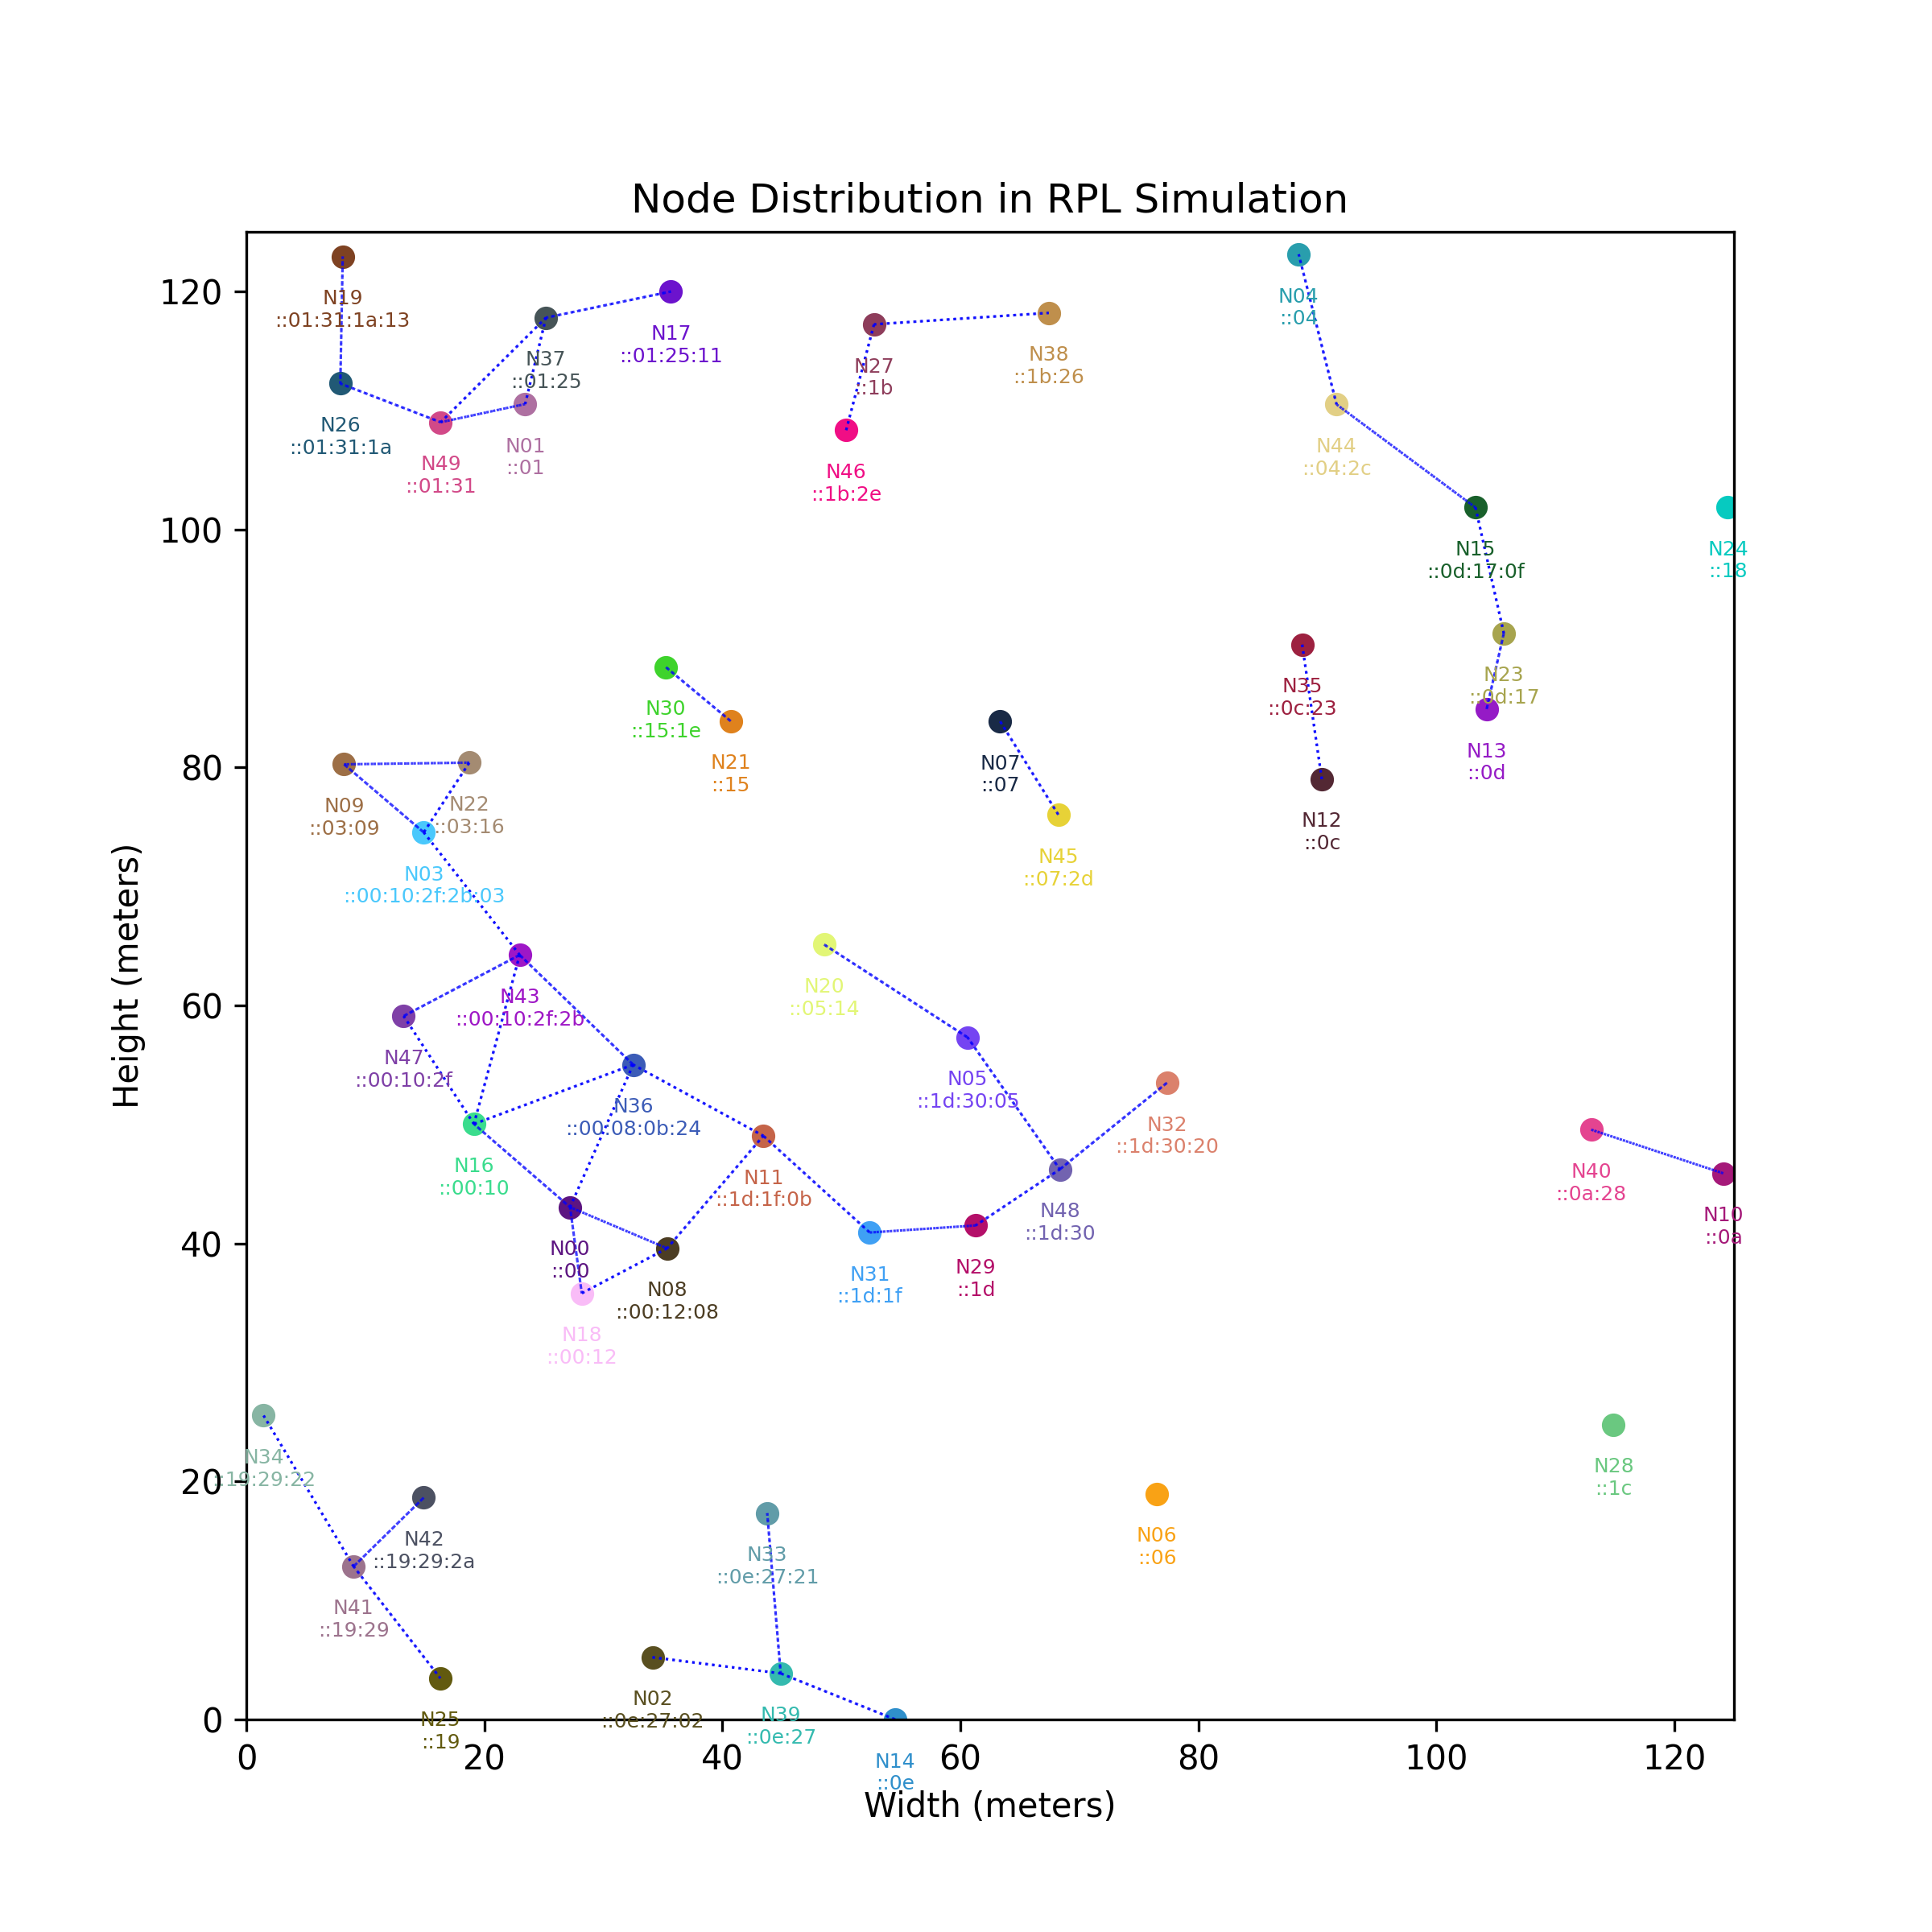 Node Distribution in RPL Simulation
Height (meters)
120
100
80
60
40
20
0
0
20
40
60
80
100
120
Width (meters)
N19
::01:31:1a:13
N04
::04
N17
::01:25:11
N37
::01:25
N27
::1b
N38
::1b:26
N26
::01:31:1a
N49
::01:31
N01
::01
N46
::1b:2e
N44
::04:2c
N15
::0d:17:0f
N24
::18
N35
::0c:23
N23
::0d:17
N30
::15:1e
N21
::15
N07
::07
N13
::0d
N09
::03:09
N22
::03:16
N12
::0c
N45
::07:2d
N03
::00:10:2f:2b:03
N43
::00:10:2f:2b
N20
::05:14
N47
::00:10:2f
N05
::1d:30:05
N36
::00:08:0b:24
N32
::1d:30:20
N16
::00:10
N11
::1d:1f:0b
N40
::0a:28
N48
::1d:30
N10
::0a
N00
::00
N08
::00:12:08
N31
::1d:1f
N29
::1d
N18
::00:12
N34
::19:29:22
N28
::1c
N42
::19:29:2a
N33
::0e:27:21
N06
::06
N41
::19:29
N02
::0e:27:02
N39
::0e:27
N25
::19
N14
::0e